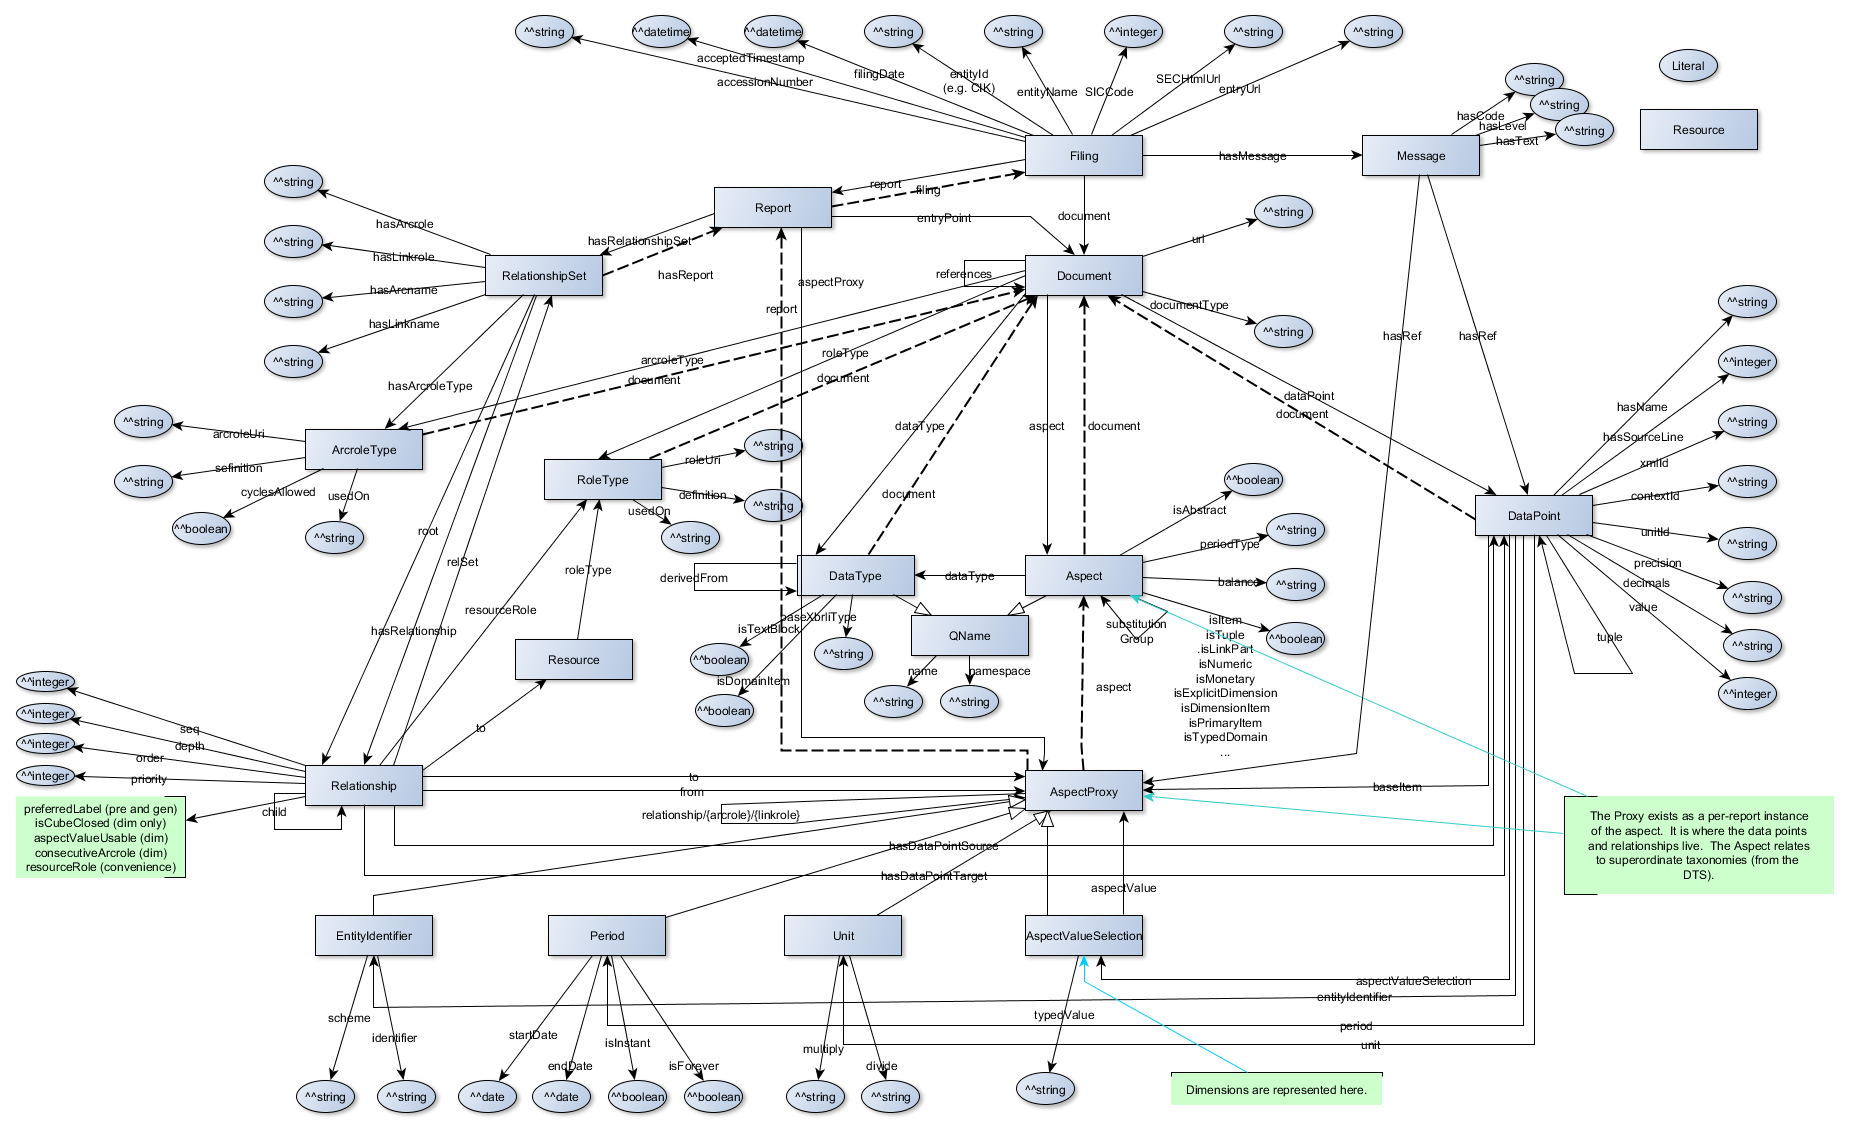 ^^string
^^datetime
^^datetime
^^string
^^string
^^integer
^^string
^^string
Literal
acceptedTimestamp
accessionNumber
filingDate
entityId
(e.g. CIK)
entityName
SICCode
SECHtmlUrl
entryUrl
^^string
^^string
^^string
hasCode
hasLevel
hasText
Resource
Filing
hasMessage
Message
^^string
report
filing
Report
entryPoint
document
^^string
url
hasArcrole
^^string
hasRelationshipSet
hasLinkrole
RelationshipSet
hasReport
aspectProxy
references
Document
hasArcname
^^string
report
documentType
^^string
^^string
hasLinkname
^^string
hasRef
hasRef
arcroleType
roleType
document
document
^^integer
hasArcroleType
dataPoint
document
hasName
^^string
arcroleUri
^^string
dataType
aspect
document
hasSourceLine
ArcroleType
^^string
roleUri
xmlId
sefinition
^^string
RoleType
^^boolean
^^string
cyclesAllowed
usedOn
definition
^^string
document
contextId
isAbstract
usedOn
DataPoint
^^boolean
^^string
root
^^string
periodType
^^string
unitId
^^string
relSet
roleType
derivedFrom
DataType
dataType
Aspect
balance
^^string
precision
decimals
^^string
value
resourceRole
baseXbrliType
isTextBlock
substitution
Group
isItem
isTuple
.isLinkPart
isNumeric
isMonetary
isExplicitDimension
isDimensionItem
isPrimaryItem
isTypedDomain
...
^^boolean
tuple
^^string
hasRelationship
QName
Resource
^^boolean
^^string
name
namespace
isDomainItem
^^boolean
^^string
^^string
aspect
^^integer
^^integer
^^integer
^^integer
^^integer
seq
depth
order
priority
to
Relationship
to
from
AspectProxy
baseItem
preferredLabel (pre and gen)
isCubeClosed (dim only)
aspectValueUsable (dim)
consecutiveArcrole (dim)
resourceRole (convenience)
child
relationship/{arcrole}/{linkrole}
The Proxy exists as a per-report instance
of the aspect.  It is where the data points
and relationships live.  The Aspect relates
to superordinate taxonomies (from the
DTS).
hasDataPointSource
hasDataPointTarget
aspectValue
EntityIdentifier
Period
Unit
AspectValueSelection
aspectValueSelection
entityIdentifier
scheme
identifier
startDate
endDate
isInstant
isForever
multiply
divide
typedValue
period
unit
^^string
^^string
^^date
^^date
^^boolean
^^boolean
^^string
^^string
^^string
Dimensions are represented here.